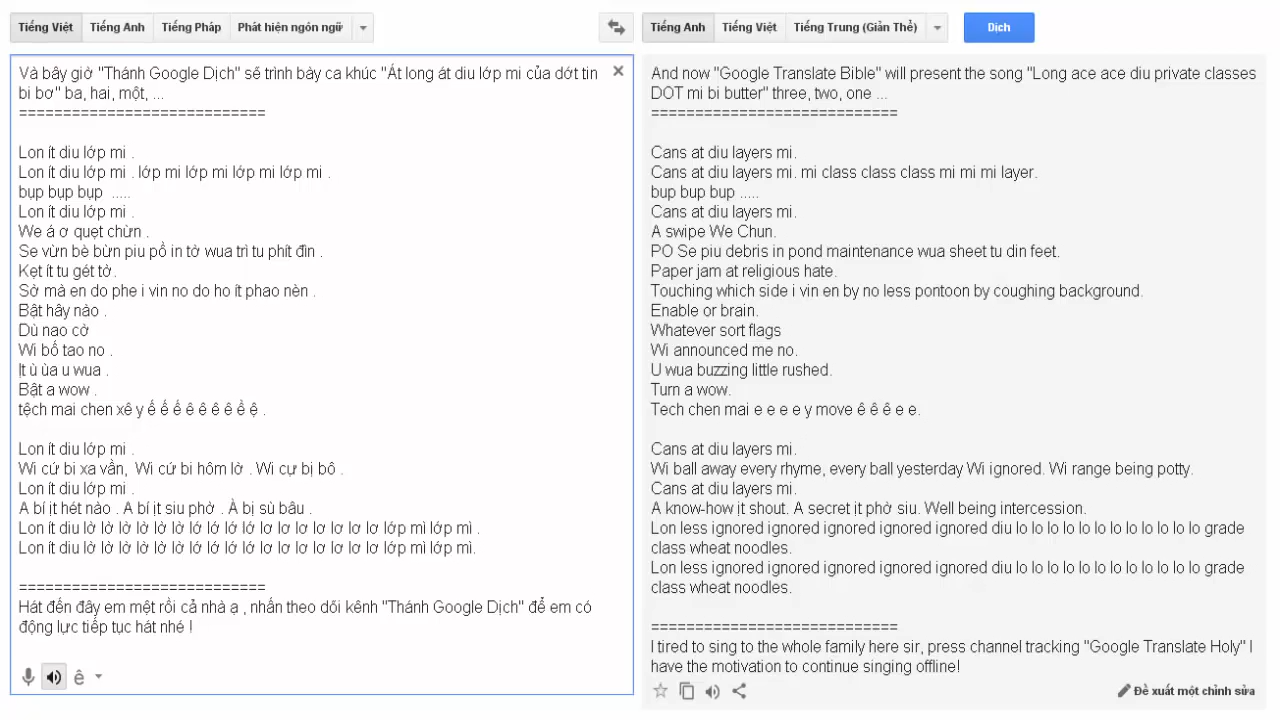 Tiếng Việt Tiếng Anh Tiếng Pháp Phát hiện ngôn ngữ
Và bây giờ "Thánh Google Dịch" sẽ trình bày ca khúc "Át long át diu lớp mi của dớt tin
bi bơ" ba, hai, một, ...
============================
Lon ít diu lớp mi .
Lon ít diu lớp mi . lớp mi lớp mi lớp mi lớp mi .
bụp bụp bụp .....
Lon ít diu lớp mi .
We á ơ quẹt chừn .
Se vừn bè bừn piu pồ in tờ wua trì tu phít đìn .
Kẹt ít tu gét tờ.
Sờ mà en do phe i vin no do ho ít phao nèn .
Bật hây nào .
Dù nao cờ
Wi bố tao no .
Ịt ù ùa u wua .
Bật a wow .
tệch mai chen xê y ế ế ế ê ê ê ê ề ệ .
Lon ít diu lớp mi .
Wi cứ bi xa vần, Wi cứ bi hôm lờ . Wi cự bị bô .
Lon ít diu lớp mi .
A bí ịt hét nào . A bí ịt siu phờ . À bị sù bâu .
Lon ít diu lờ lờ lờ lờ lờ lờ lớ lớ lớ lớ lơ lơ lơ lơ lơ lơ lơ lớp mì lớp mì .
Lon ít diu lờ lờ lờ lờ lờ lờ lớ lớ lớ lớ lơ lơ lơ lơ lơ lơ lơ lớp mì lớp mì.
============================
Hát đến đây em mệt rồi cả nhà ạ , nhấn theo dõi kênh "Thánh Google Dịch" để em có
động lực tiếp tục hát nhé !
ê
Tiếng Anh Tiếng Việt Tiếng Trung (Giản Thể) Dịch
And now "Google Translate Bible" will present the song "Long ace ace diu private classes
DOT mi bi butter" three, two, one ...
============================
Cans at diu layers mi.
Cans at diu layers mi. mi class class class mi mi mi layer.
bup bup bup .....
Cans at diu layers mi.
A swipe We Chun.
PO Se piu debris in pond maintenance wua sheet tu din feet.
Paper jam at religious hate.
Touching which side i vin en by no less pontoon by coughing background.
Enable or brain.
Whatever sort flags
Wi announced me no.
U wua buzzing little rushed.
Turn a wow.
Tech chen mai e e e e y move ê ê ê e e.
Cans at diu layers mi.
Wi ball away every rhyme, every ball yesterday Wi ignored. Wi range being potty.
Cans at diu layers mi.
A know-how ịt shout. A secret ịt phờ siu. Well being intercession.
Lon less ignored ignored ignored ignored ignored diu lo lo lo lo lo lo lo lo lo lo lo lo grade
class wheat noodles.
Lon less ignored ignored ignored ignored ignored diu lo lo lo lo lo lo lo lo lo lo lo lo grade
class wheat noodles.
============================
I tired to sing to the whole family here sir, press channel tracking "Google Translate Holy" I
have the motivation to continue singing offline!
Đề xuất một chỉnh sửa